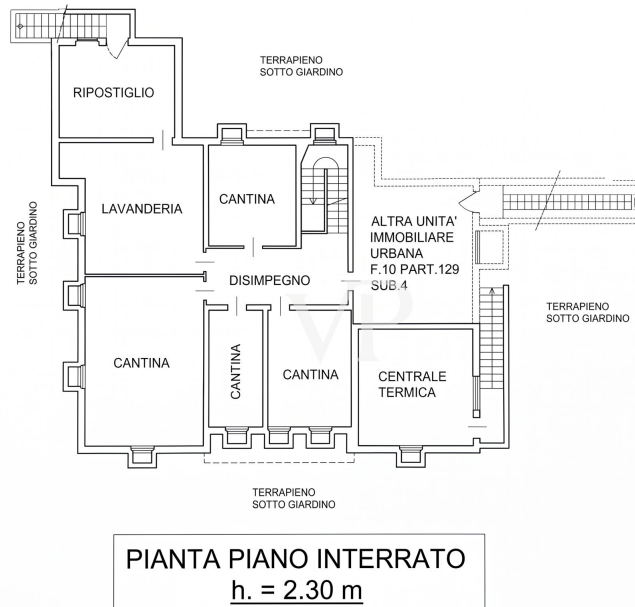 TERRAPIENO
SOTTO GIARDINO
RIPOSTIGLIO
LAVANDERIA
CANTINA
TERRAPIENO
SOTTO GIARDINO
ALTRA UNITA'
IMMOBILIARE
URBANA
F.10 PART.129
SUB.4
DISIMPEGNO
VP
TERRAPIENO
SOTTO GIARDINO
CANTINA
CANTINA
CANTINA
CENTRALE
TERMICA
TERRAPIENO
SOTTO GIARDINO
PIANTA PIANO INTERRATO
h. = 2.30 m